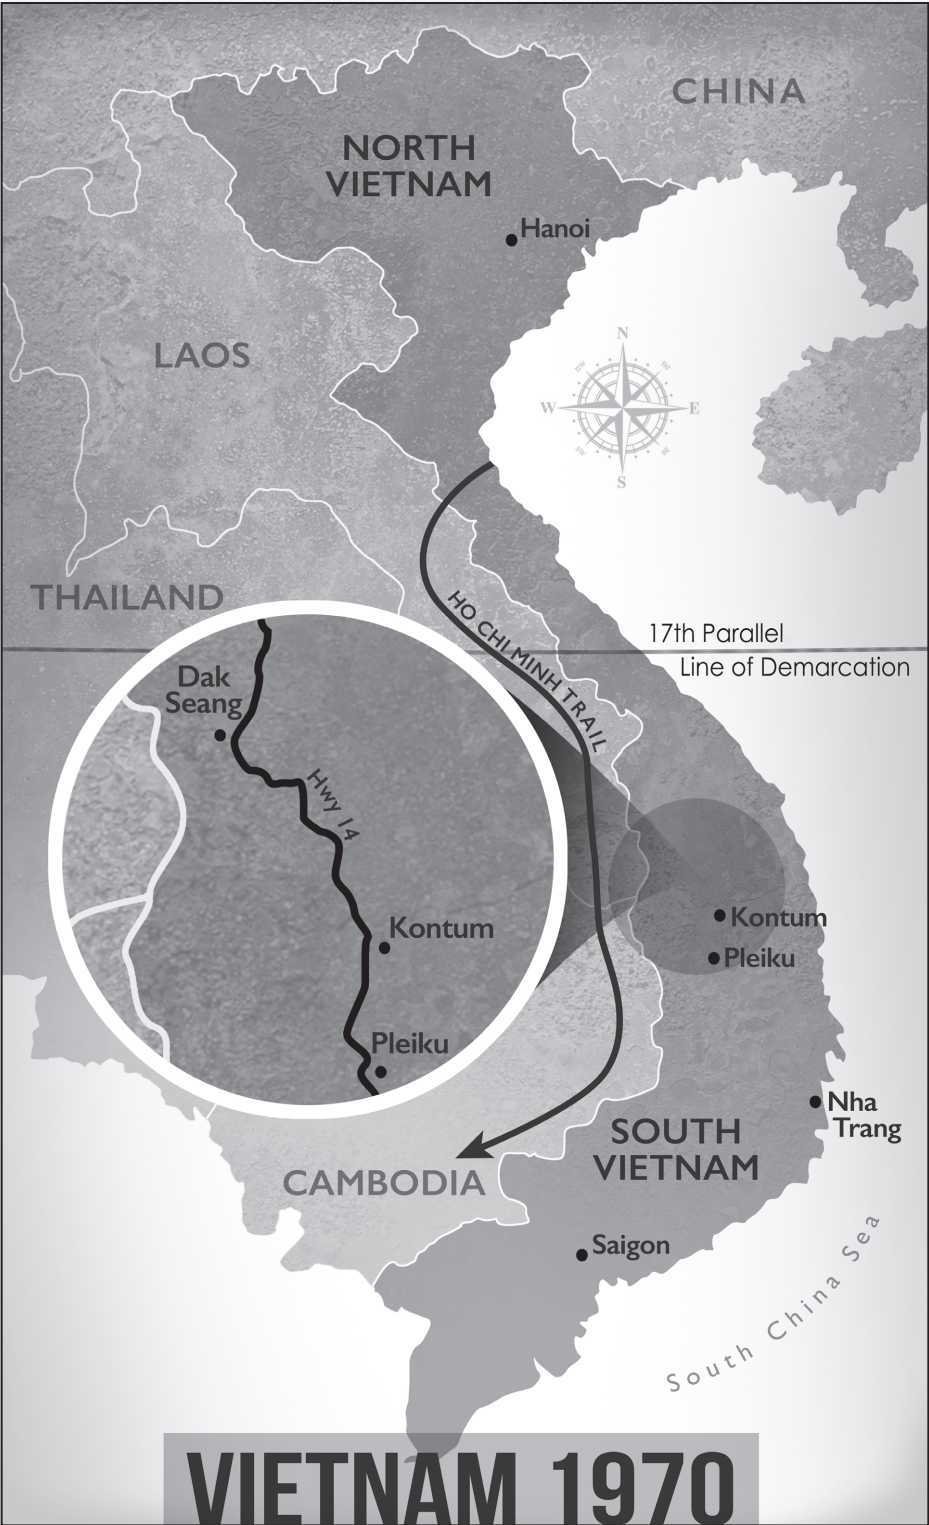 CHINA
NORTH
VIETNAM
Hanoi
LAOS
N
W
E
S
THAILAND
HO CHI MINH TRAIL
17th Parallel
Line of Demarcation
Dak
Seang
Hwy 14
Kontum
Pleiku
Kontum
Pleiku
Nha
Trang
SOUTH
VIETNAM
CAMBODIA
Saigon
South China Sea
VIETNAM 1970